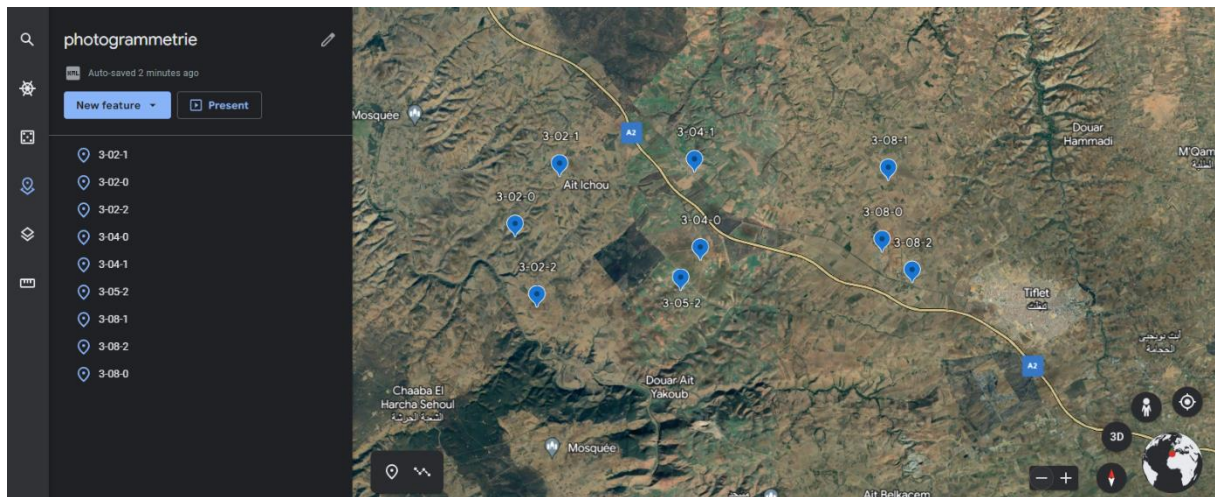 photogrammetrie
KML Auto-saved 2 minutes ago
New feature
Present
3-02-1
3-02-0
3-02-2
3-04-0
3-04-1
3-05-2
3-08-1
3-08-2
3-08-0
Mosquée
A2
3-02-1
3-04-1
3-08-1
Douar
Hammadi
M'Qam
Ait Ichou
3-02-0
3-04-0
3-08-0
3-08-2
3-02-2
3-05-2
Tiflet
تيفلت
A2
Douar Ait
Yakoub
Chaaba El
Harcha Sehoul
Mosquée
3D
Ait Belkacem